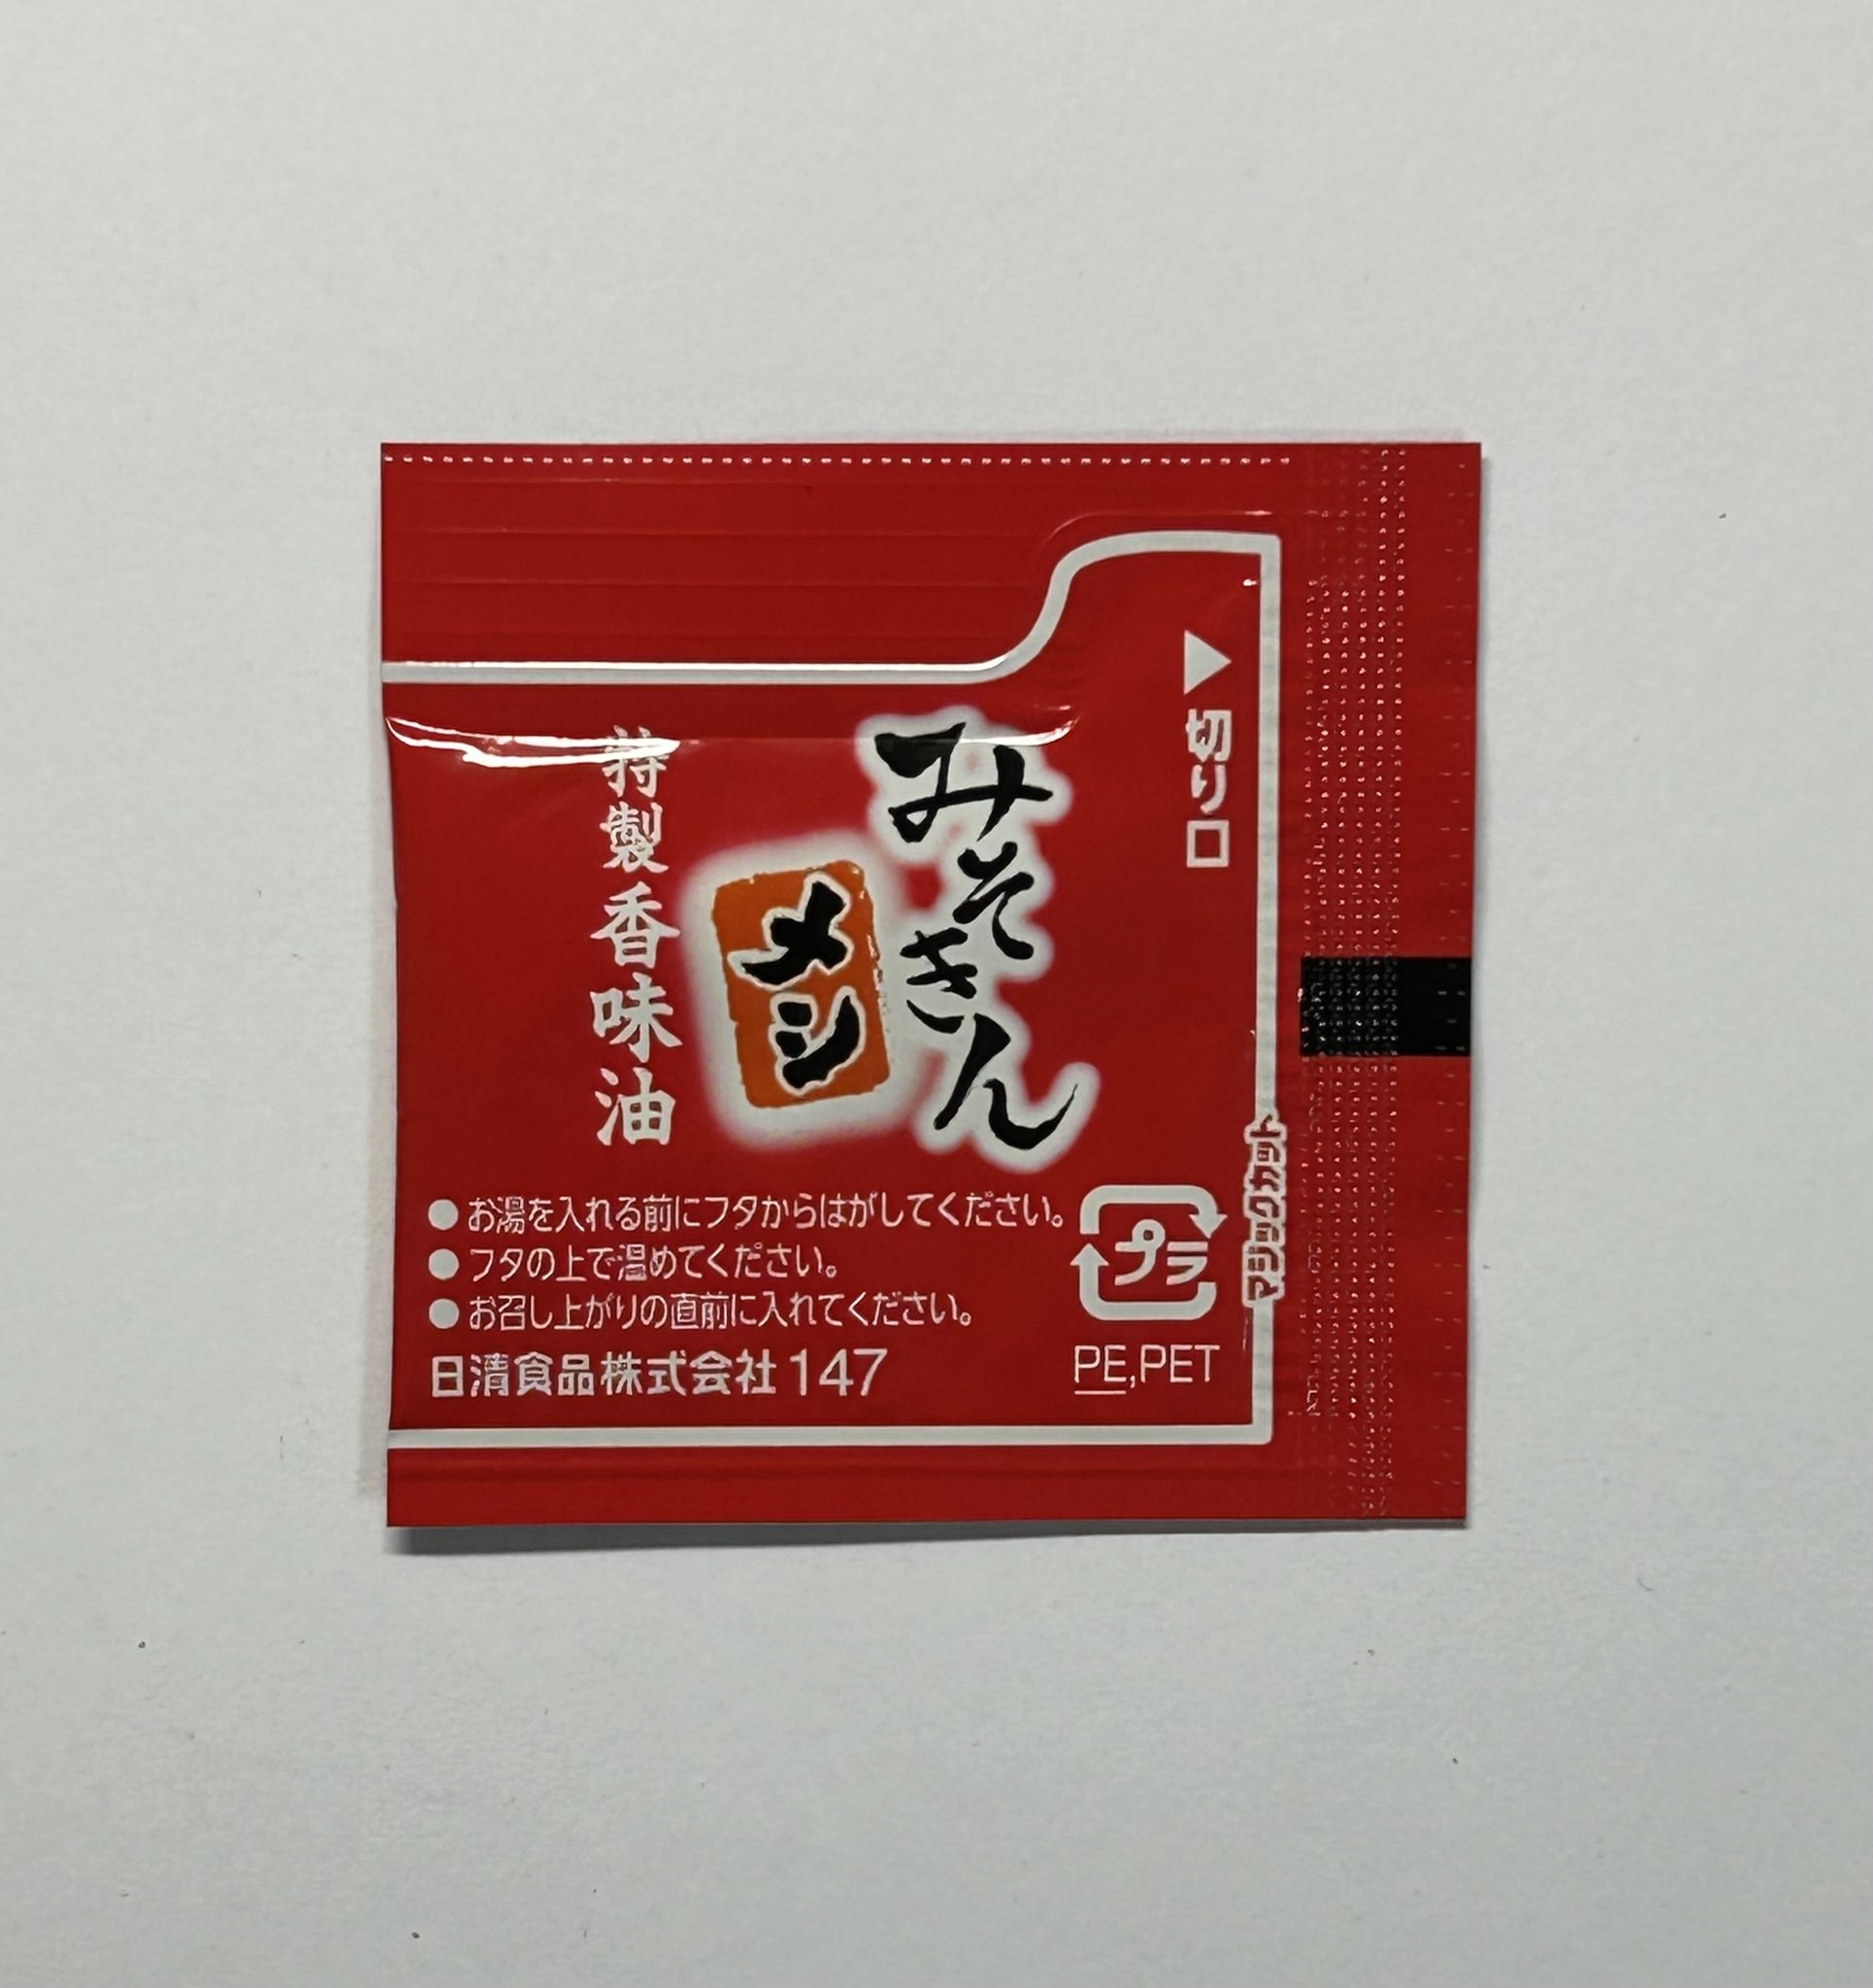 切り口
みそきん
メシ
特製香味油
●お湯を入れる前にフタからはがしてください。
●フタの上で温めてください。
●お召し上がりの直前に入れてください。
日清食品株式会社147
プラ
PE,PET
マジックカット